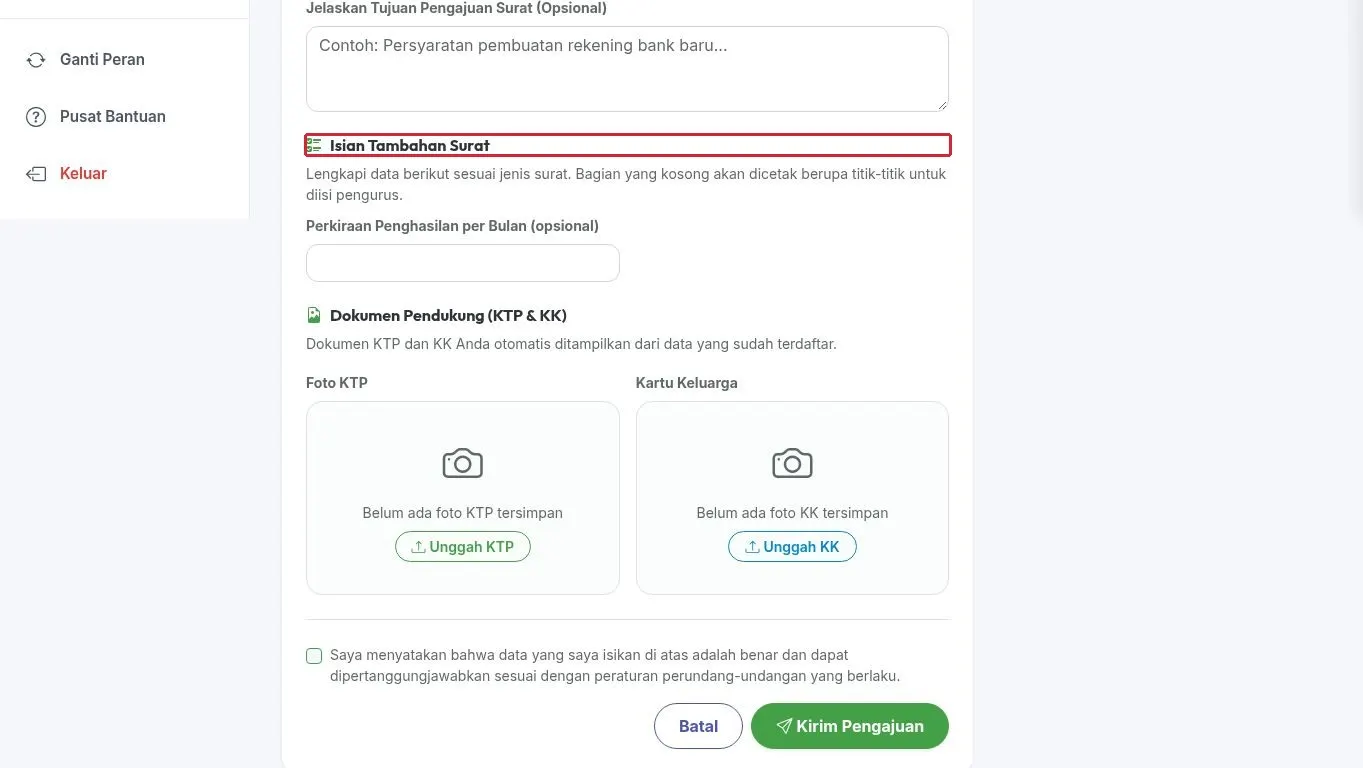 Jelaskan Tujuan Pengajuan Surat (Opsional)
Contoh: Persyaratan pembuatan rekening bank baru...
Ganti Peran
Pusat Bantuan
Keluar
Isian Tambahan Surat
Lengkapi data berikut sesuai jenis surat. Bagian yang kosong akan dicetak berupa titik-titik untuk
diisi pengurus.
Perkiraan Penghasilan per Bulan (opsional)
Dokumen Pendukung (KTP & KK)
Dokumen KTP dan KK Anda otomatis ditampilkan dari data yang sudah terdaftar.
Foto KTP
Kartu Keluarga
Belum ada foto KTP tersimpan
Belum ada foto KK tersimpan
Unggah KTP
Unggah KK
Saya menyatakan bahwa data yang saya isikan di atas adalah benar dan dapat
dipertanggungjawabkan sesuai dengan peraturan perundang-undangan yang berlaku.
Batal
Kirim Pengajuan